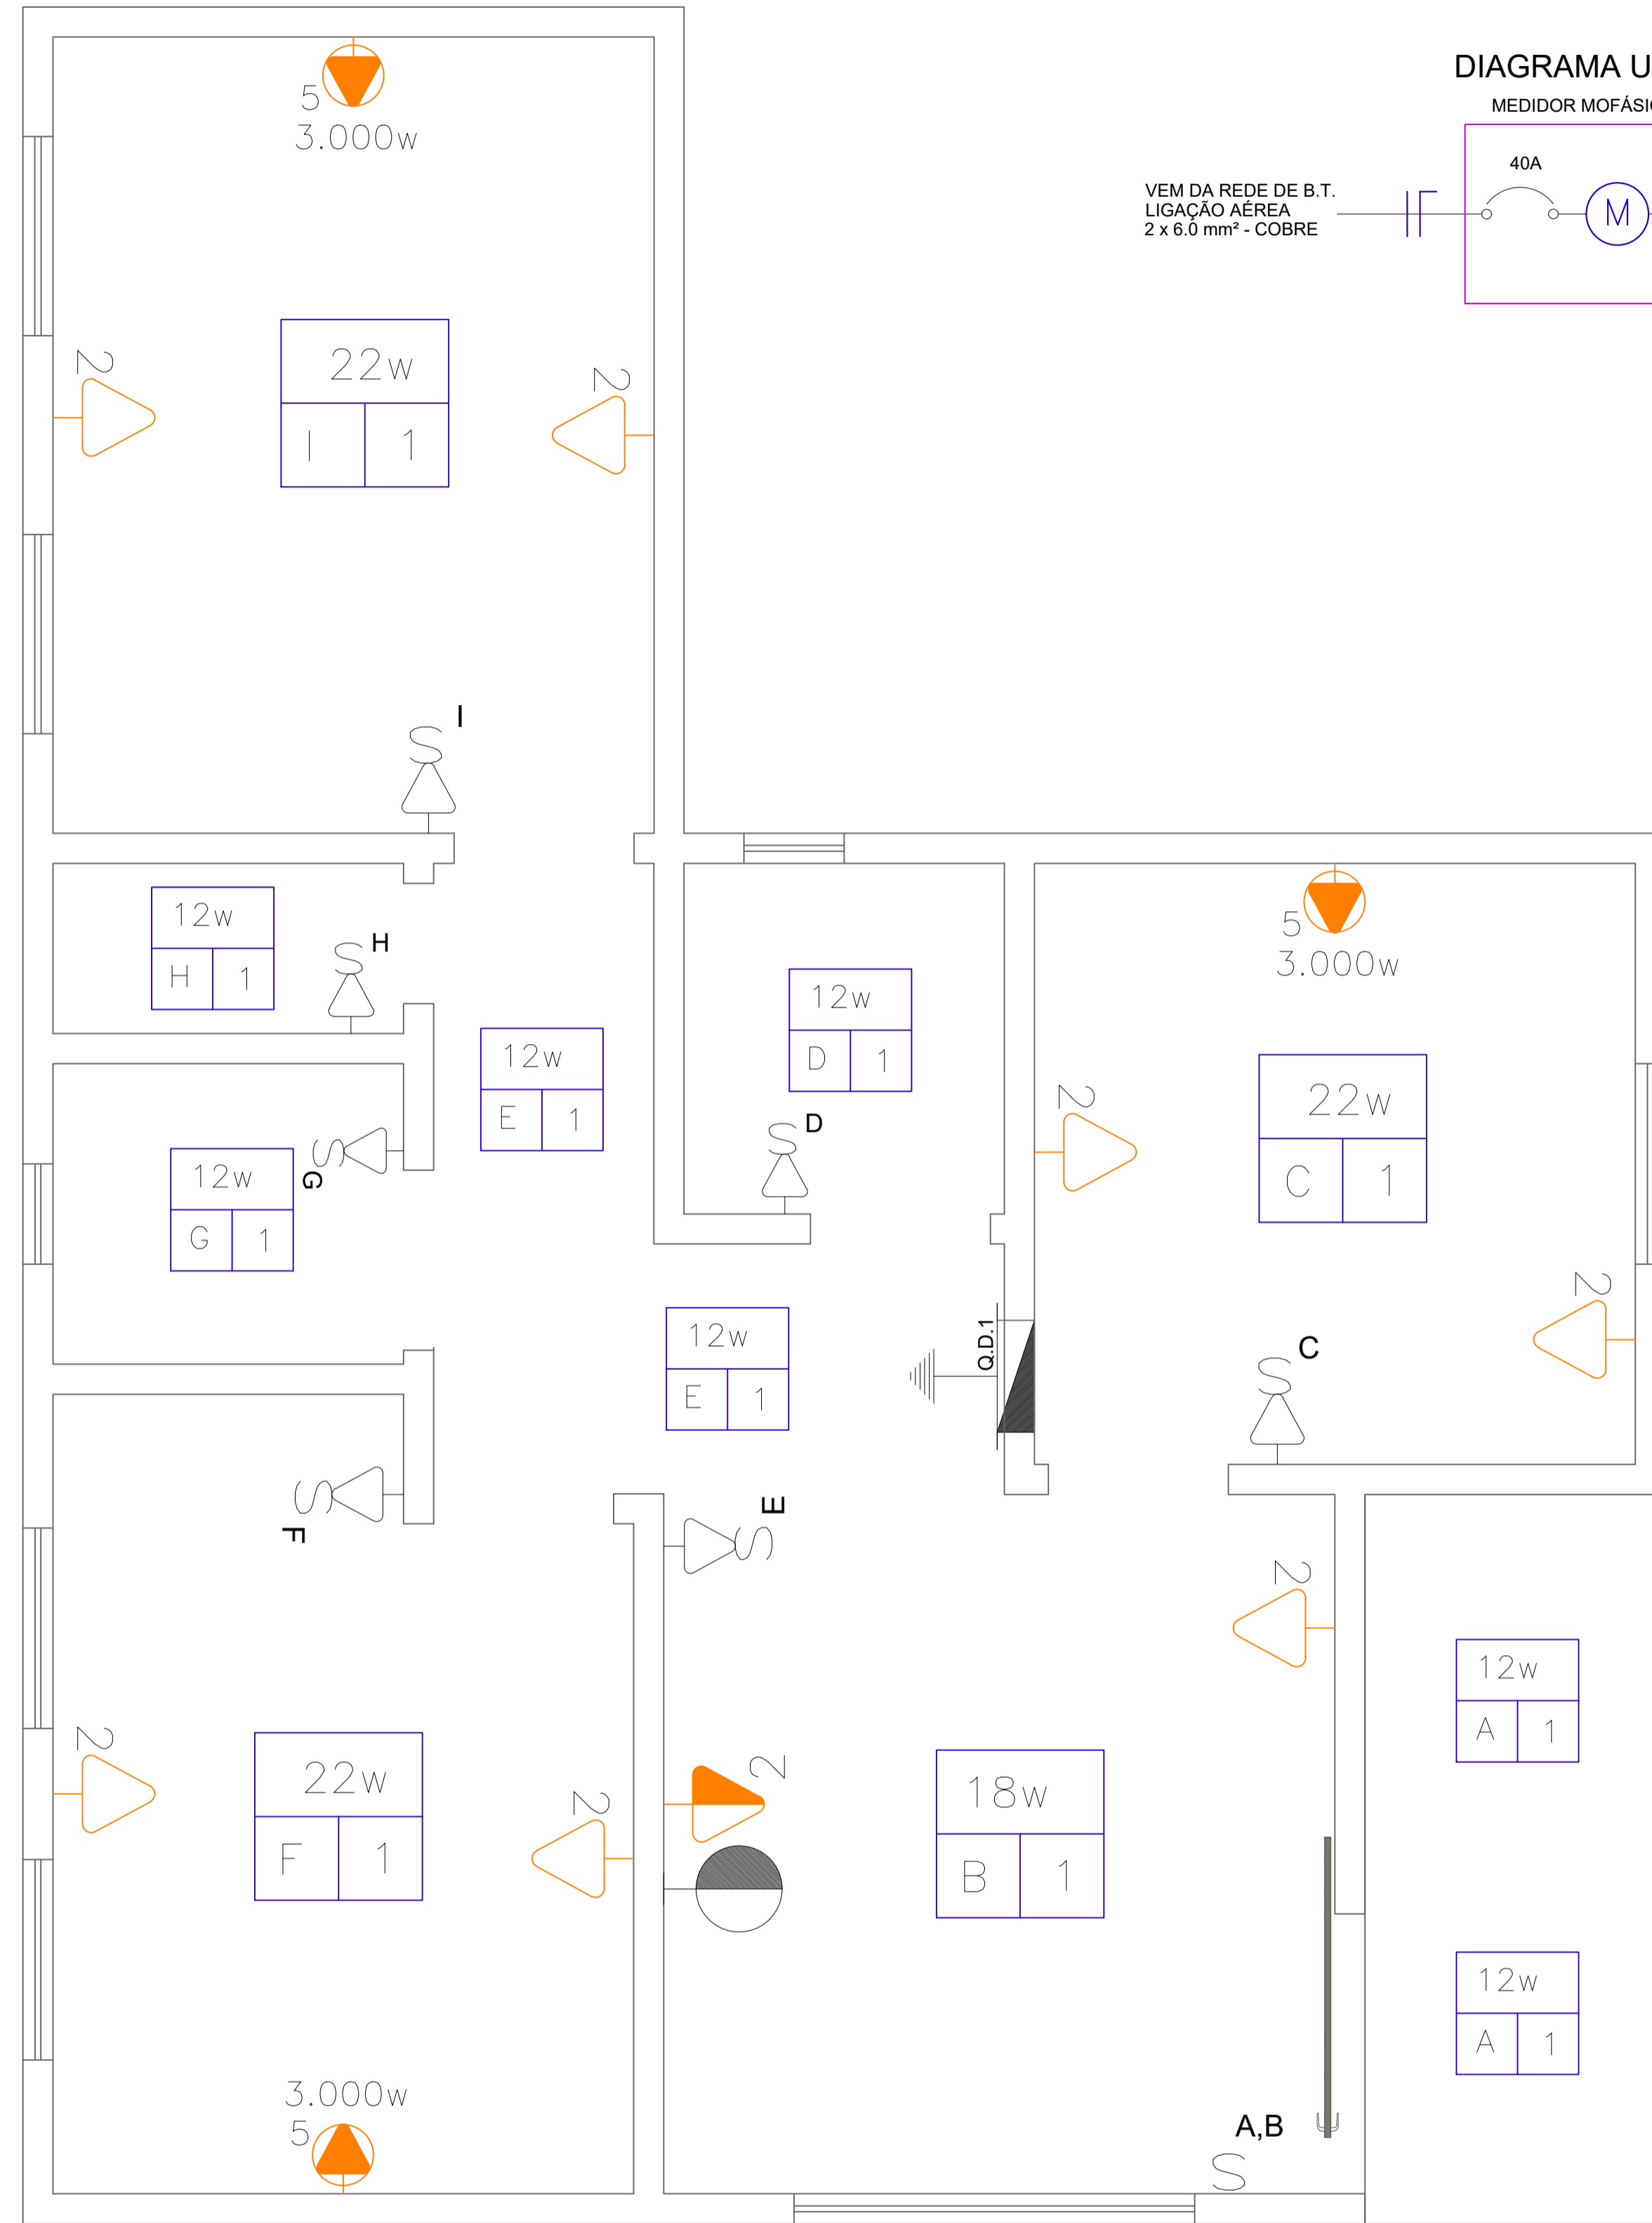 DIAGRAMA U
MEDIDOR MOFÁSI
40A
VEM DA REDE DE B.T.
LIGAÇÃO AÉREA
2 x 6.0 mm² - COBRE
M
5
3.000w
2
2
22w
I 1
S I
12w
H 1
S H
5
3.000w
12w
D 1
12w
E 1
22w
C 1
2
S D
S G
12w
G 1
2
12w
E 1
Q.D.1
S C
S F
S E
2
12w
A 1
2
22w
F 1
2
2
18w
B 1
12w
A 1
3.000w
5
A,B
S